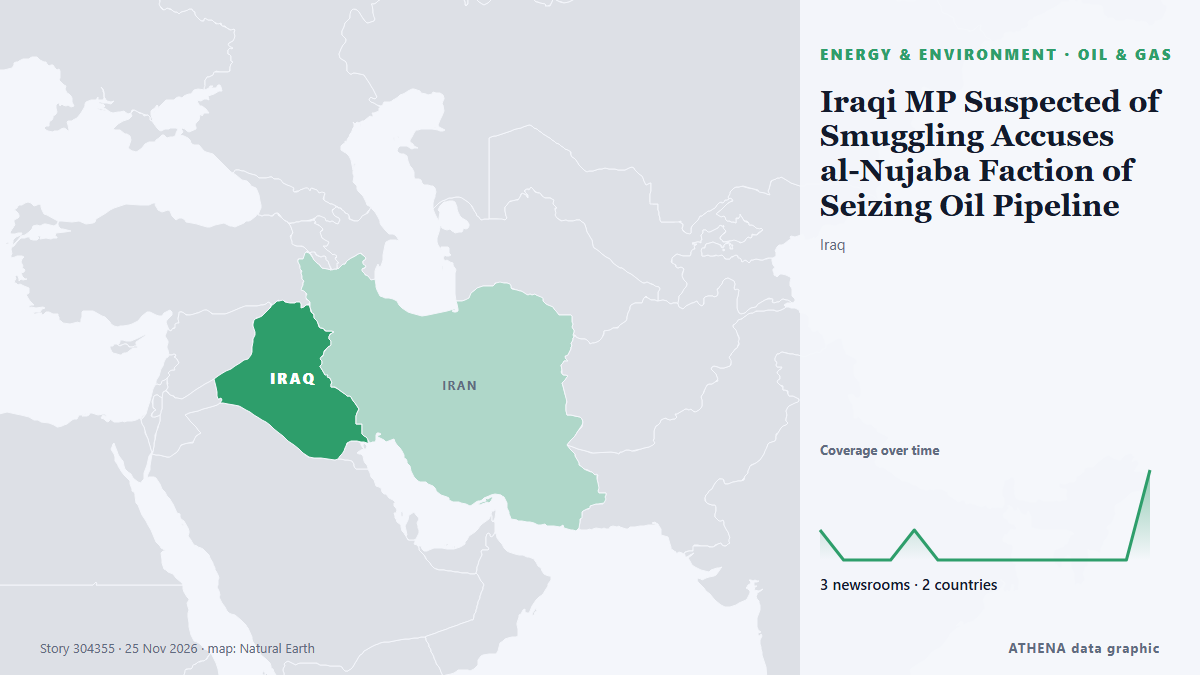 ENERGY & ENVIRONMENT · OIL & GAS
Iraqi MP Suspected of
Smuggling Accuses
al-Nujaba Faction of
Seizing Oil Pipeline
Iraq
IRAQ
IRAN
Coverage over time
3 newsrooms · 2 countries
Story 304355 · 25 Nov 2026 · map: Natural Earth
ATHENA data graphic